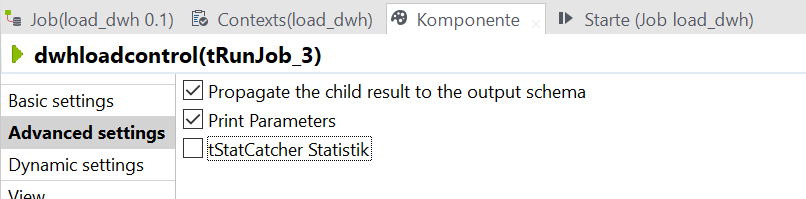 Job(load_dwh 0.1) Contexts(load_dwh) Komponente Starte (Job load_dwh)
dwhloadcontrol(tRunJob_3)
Basic settings
Advanced settings
Dynamic settings
View
Propagate the child result to the output schema
Print Parameters
tStatCatcher Statistik